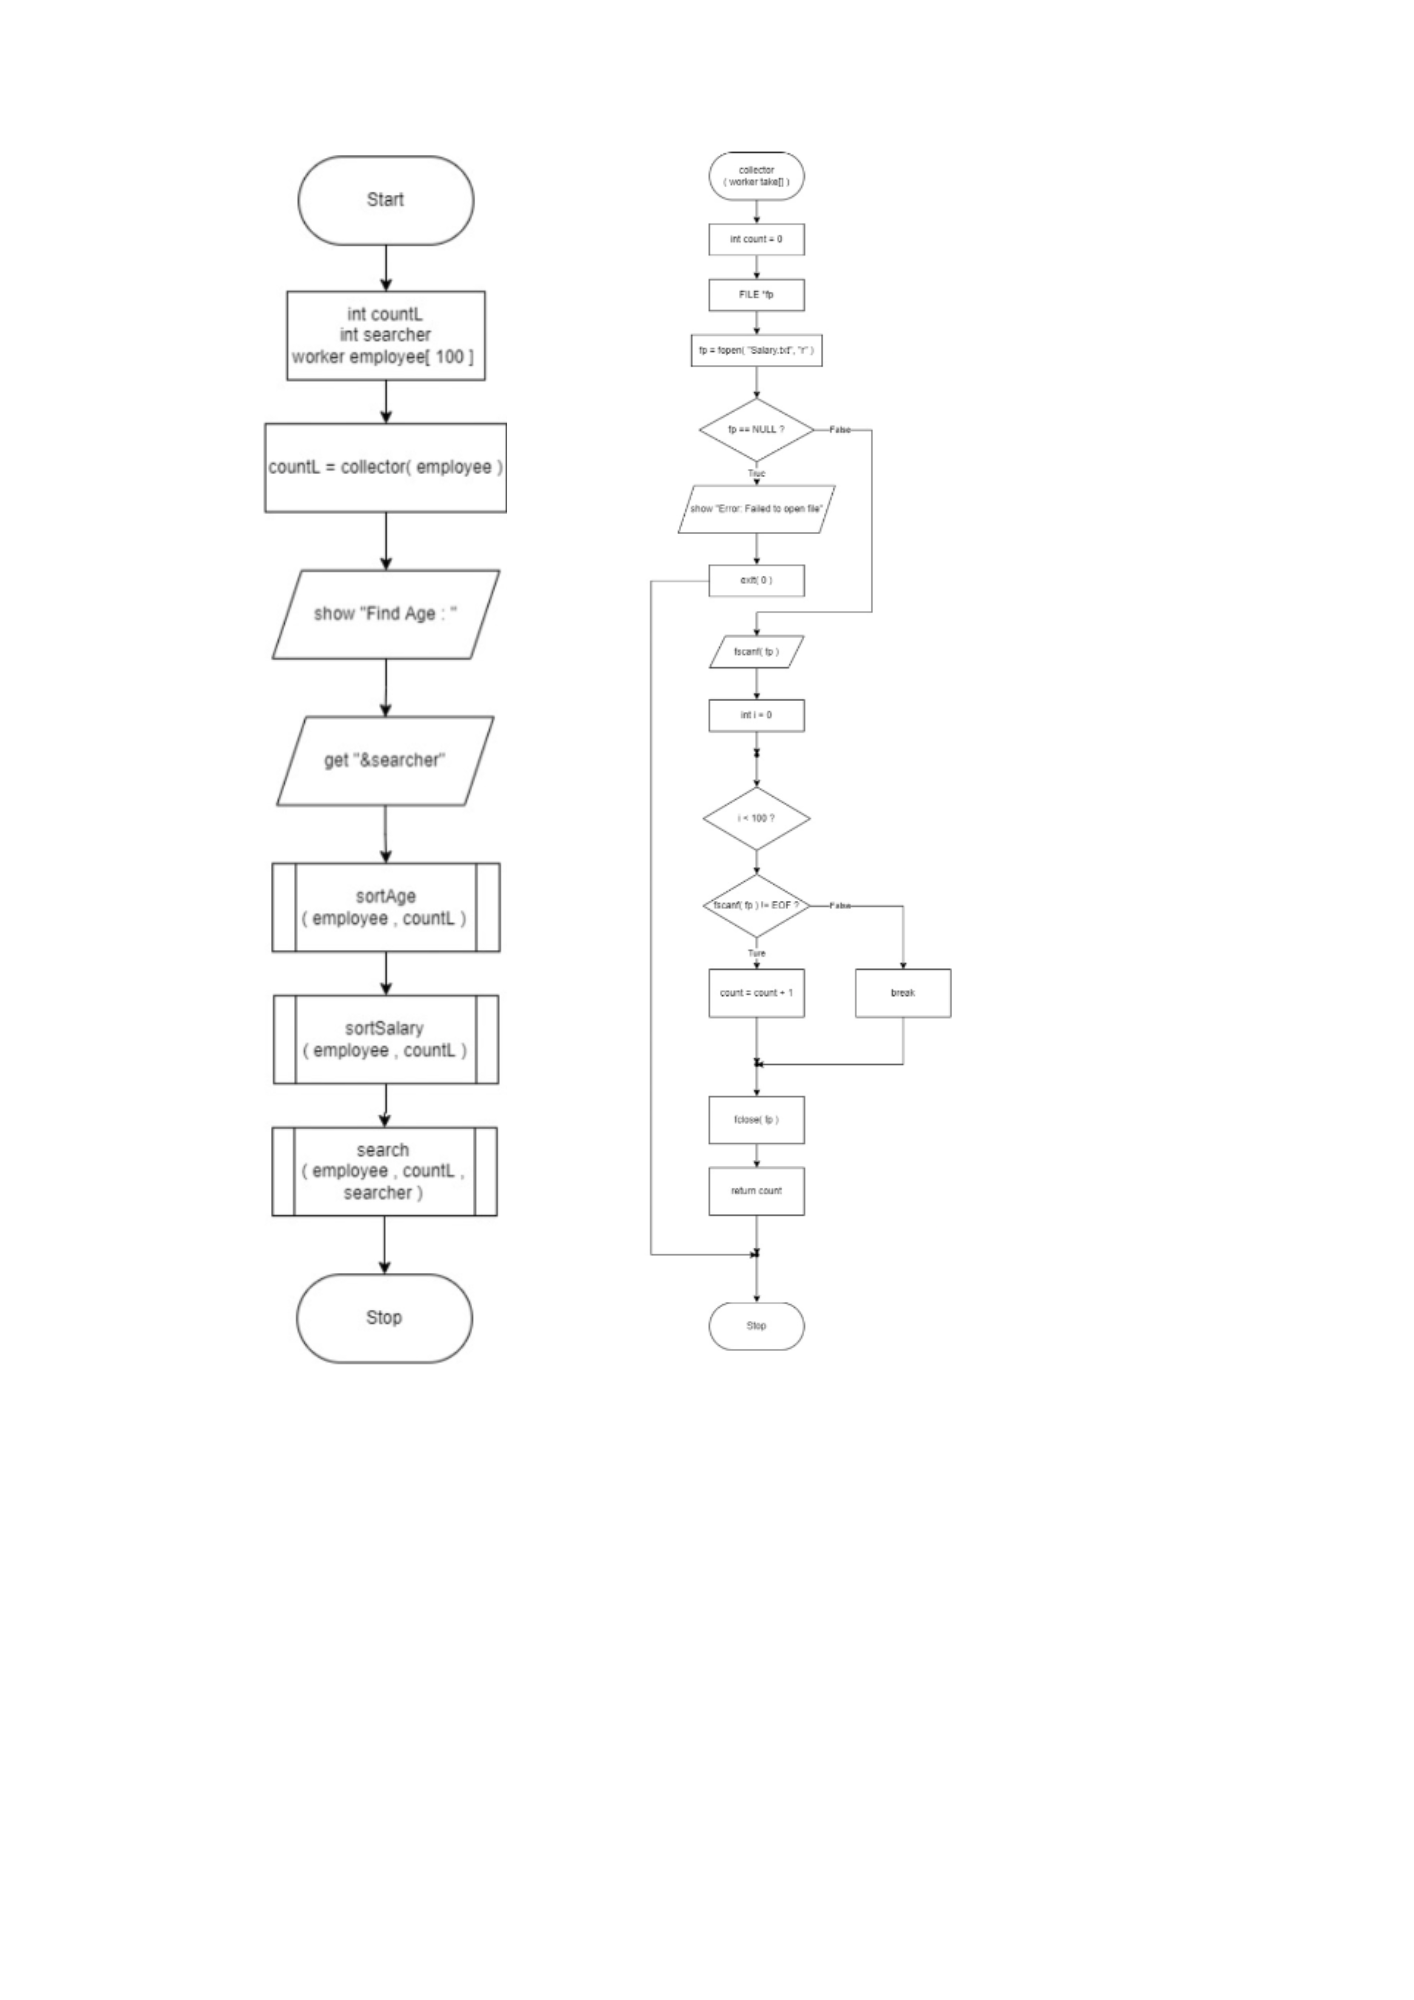 Start
int countL
int searcher
worker employee[ 100 ]
countL = collector( employee )
show "Find Age : "
get "&searcher"
sortAge
( employee , countL )
sortSalary
( employee , countL )
search
( employee , countL ,
searcher )
Stop
collector
( worker take[] )
int count = 0
FILE *fp
fp = fopen( "Salary.txt", "r" )
fp == NULL ?
False
True
show "Error: Failed to open file"
exit( 0 )
fscanf( fp )
int i = 0
i < 100 ?
fscanf( fp ) != EOF ?
False
Ture
count = count + 1
break
fclose( fp )
return count
Stop